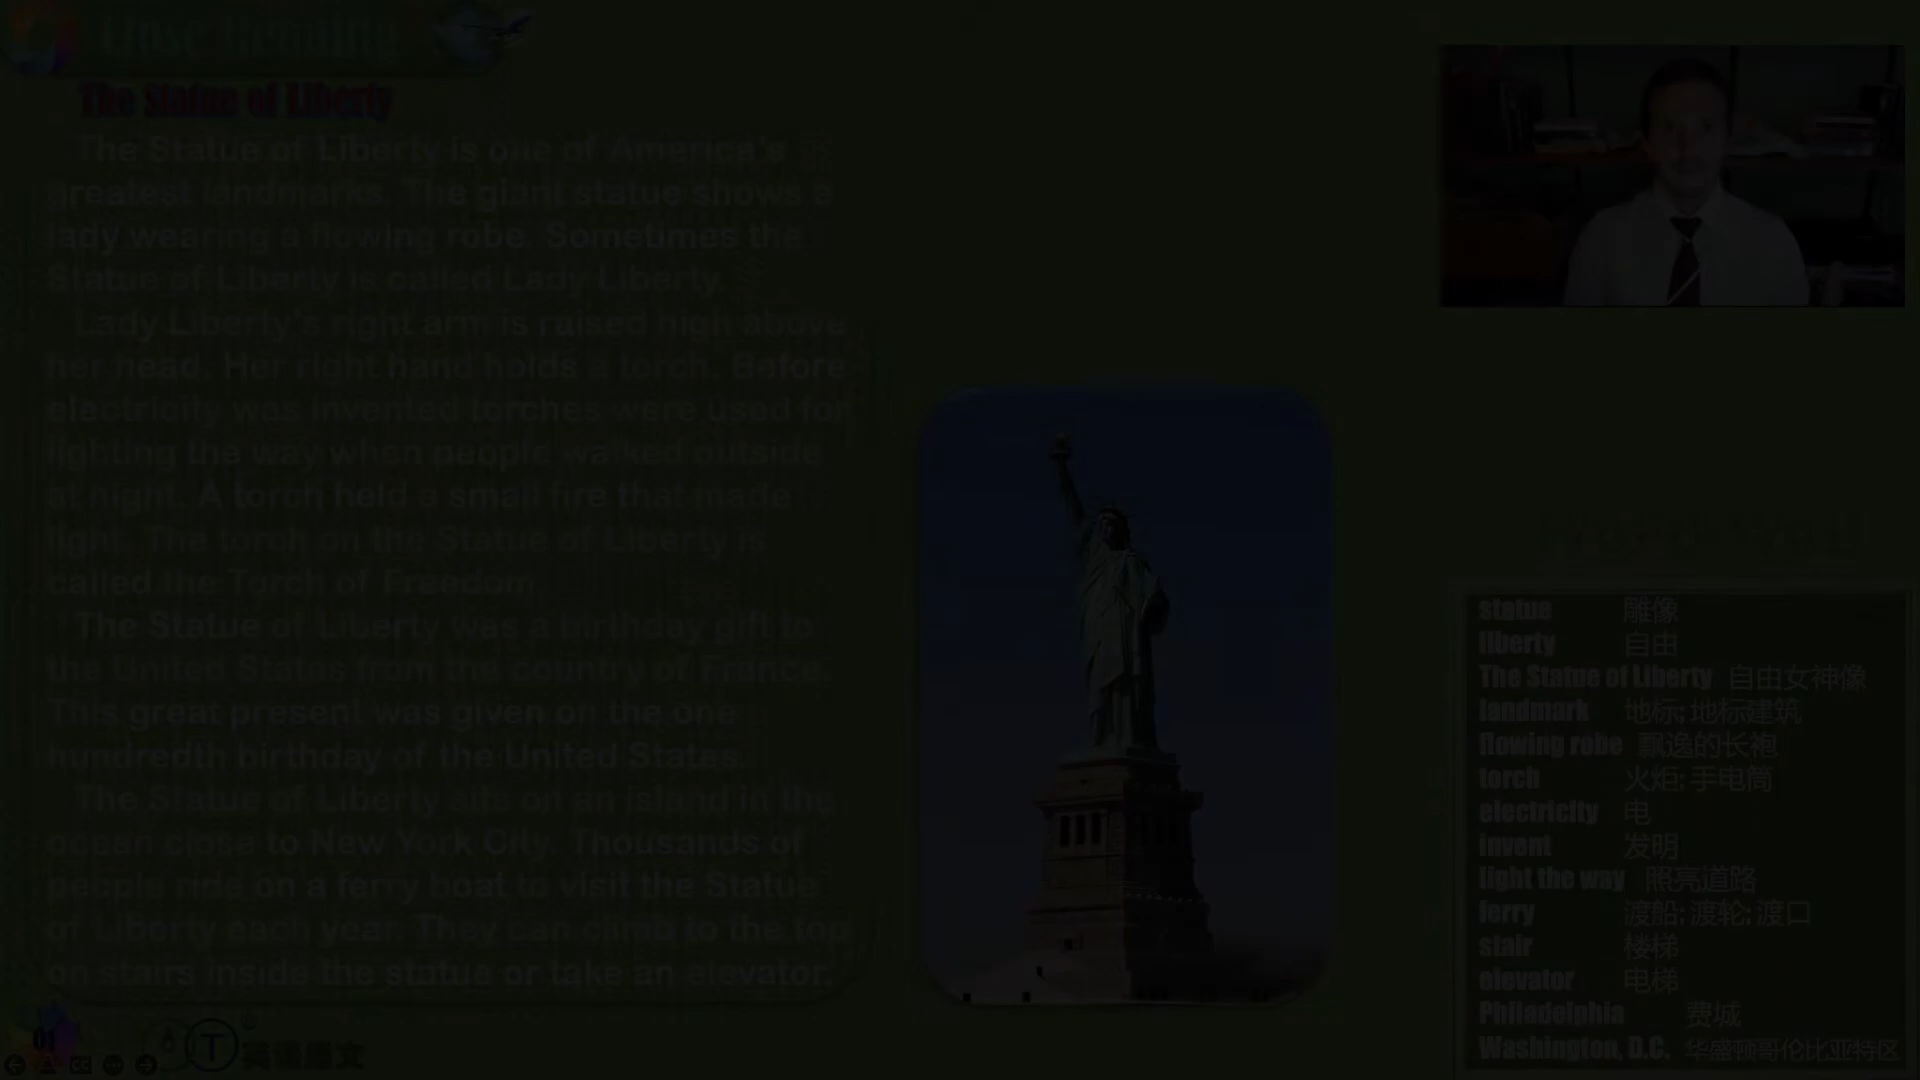 Close Reading
The Statue of Liberty
The Statue of Liberty is one of America's
greatest landmarks. The giant statue shows a
lady wearing a flowing robe. Sometimes the
Statue of Liberty is called Lady Liberty.
Lady Liberty's right arm is raised high above
her head. Her right hand holds a torch. Before
electricity was invented torches were used for
lighting the way when people walked outside
at night. A torch held a small fire that made
light. The torch on the Statue of Liberty is
called the Torch of Freedom.
The Statue of Liberty was a birthday gift to
the United States from the country of France.
This great present was given on the one
hundredth birthday of the United States.
The Statue of Liberty sits on an island in the
ocean close to New York City. Thousands of
people ride on a ferry boat to visit the Statue
of Liberty each year. They can climb to the top
on stairs inside the statue or take an elevator.
statue 雕像
liberty 自由
The Statue of Liberty 自由女神像
landmark 地标; 地标建筑
flowing robe 飘逸的长袍
torch 火炬; 手电筒
electricity 电
invent 发明
light the way 照亮道路
ferry 渡船; 渡轮; 渡口
stair 楼梯
elevator 电梯
Philadelphia 费城
Washington, D.C. 华盛顿哥伦比亚特区
01
T